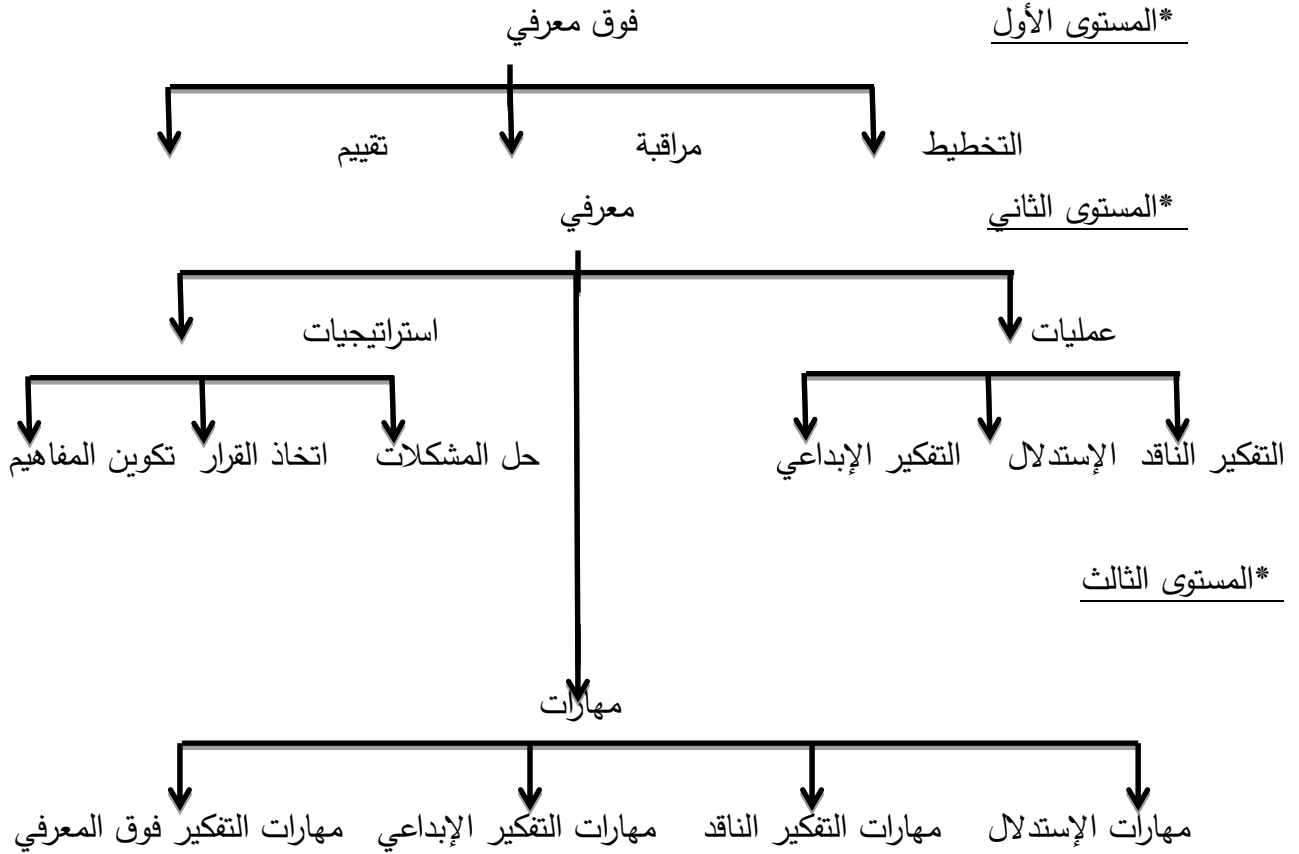 *المستوى الأول فوق معرفي
التخطيط مراقبة تقييم
*المستوى الثاني معرفي
عمليات استراتيجيات
التفكير الناقد الإستدلال التفكير الإبداعي حل المشكلات اتخاذ القرار تكوين المفاهيم
*المستوى الثالث
مهارات
مهارات الإستدلال مهارات التفكير الناقد مهارات التفكير الإبداعي مهارات التفكير فوق المعرفي